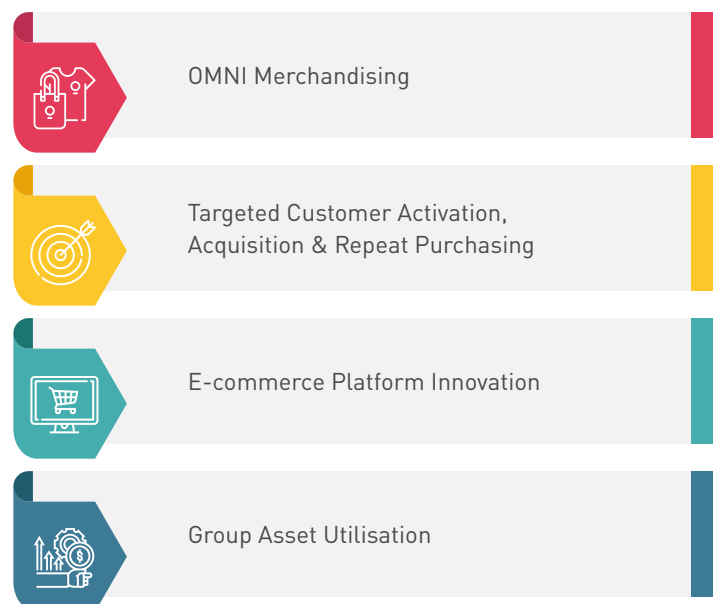 OMNI Merchandising
Targeted Customer Activation,
Acquisition & Repeat Purchasing
E-commerce Platform Innovation
Group Asset Utilisation
$